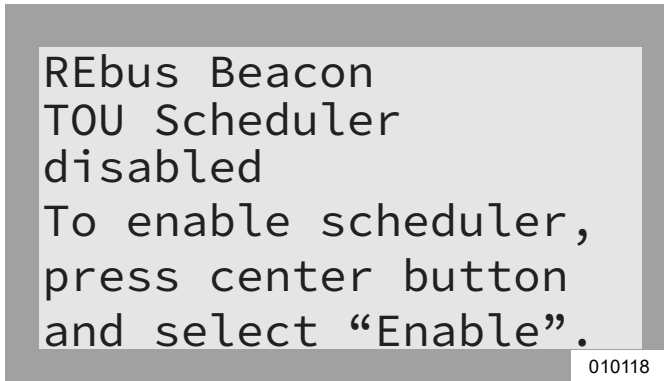 REbus Beacon
TOU Scheduler
disabled
To enable scheduler,
press center button
and select “Enable”.
010118